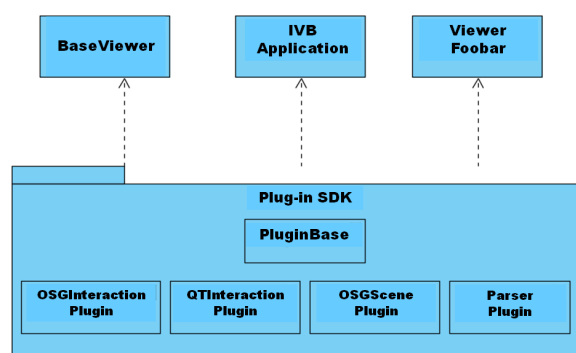 BaseViewer
IVB
Application
Viewer
Foobar
Plug-in SDK
PluginBase
OSGInteraction
Plugin
QTInteraction
Plugin
OSGScene
Plugin
Parser
Plugin